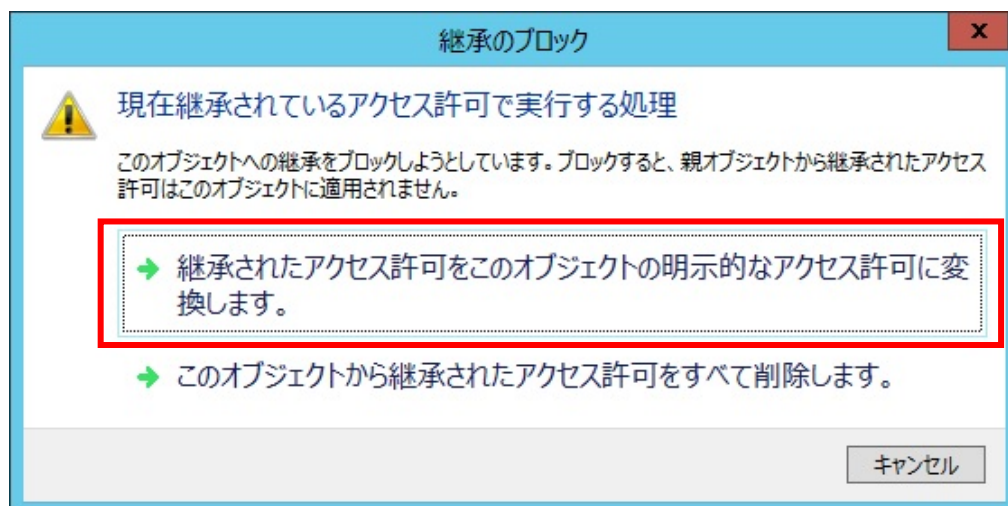 継承のブロック
x
現在継承されているアクセス許可で実行する処理
このオブジェクトへの継承をブロックしようとしています。ブロックすると、親オブジェクトから継承されたアクセス
許可はこのオブジェクトに適用されません。
継承されたアクセス許可をこのオブジェクトの明示的なアクセス許可に変
換します。
このオブジェクトから継承されたアクセス許可をすべて削除します。
キャンセル